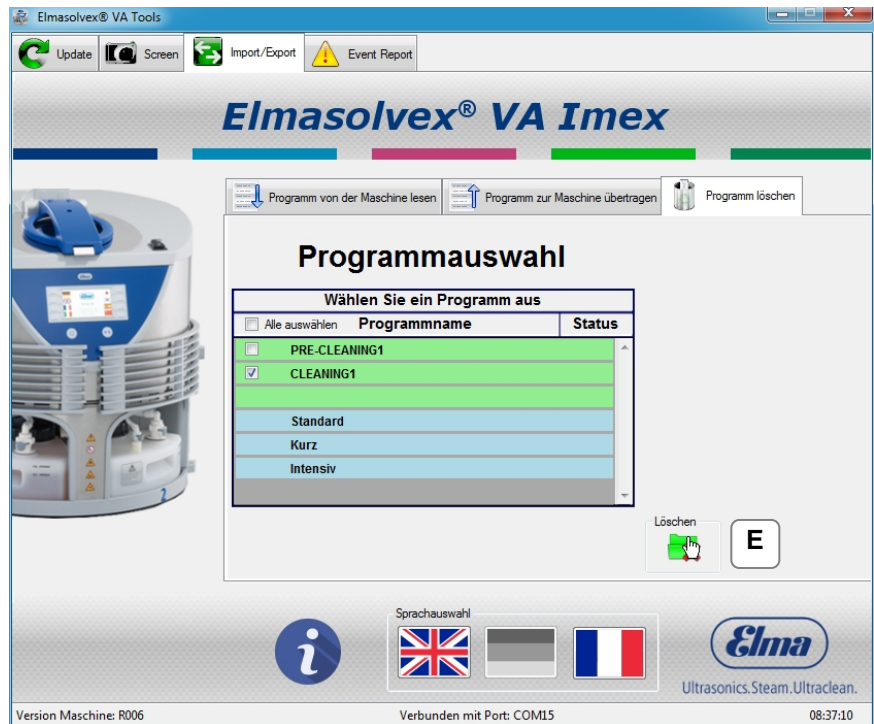 Elmasolvex® VA Tools
Update Screen Import/Export Event Report
Elmasolvex® VA Imex
Programm von der Maschine lesen Programm zur Maschine übertragen Programm löschen
Programmauswahl
Wählen Sie ein Programm aus
Alle auswählen Programmname Status
PRE-CLEANING1
CLEANING1
Standard
Kurz
Intensiv
Löschen
E
2
Sprachauswahl
i
Elma
Ultrasonics.Steam.Ultraclean.
Version Maschine: R006 Verbunden mit Port: COM15 08:37:10